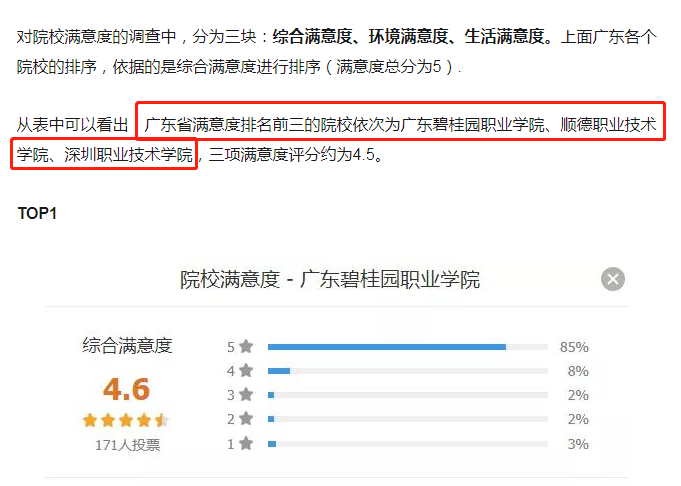 对院校满意度的调查中，分为三块：综合满意度、环境满意度、生活满意度。上面广东各个
院校的排序，依据的是综合满意度进行排序（满意度总分为5）.
从表中可以看出，广东省满意度排名前三的院校依次为广东碧桂园职业学院、顺德职业技术
学院、深圳职业技术学院，三项满意度评分约为4.5。
TOP1
院校满意度 - 广东碧桂园职业学院
综合满意度
4.6
171人投票
5 85%
4 8%
3 2%
2 2%
1 3%